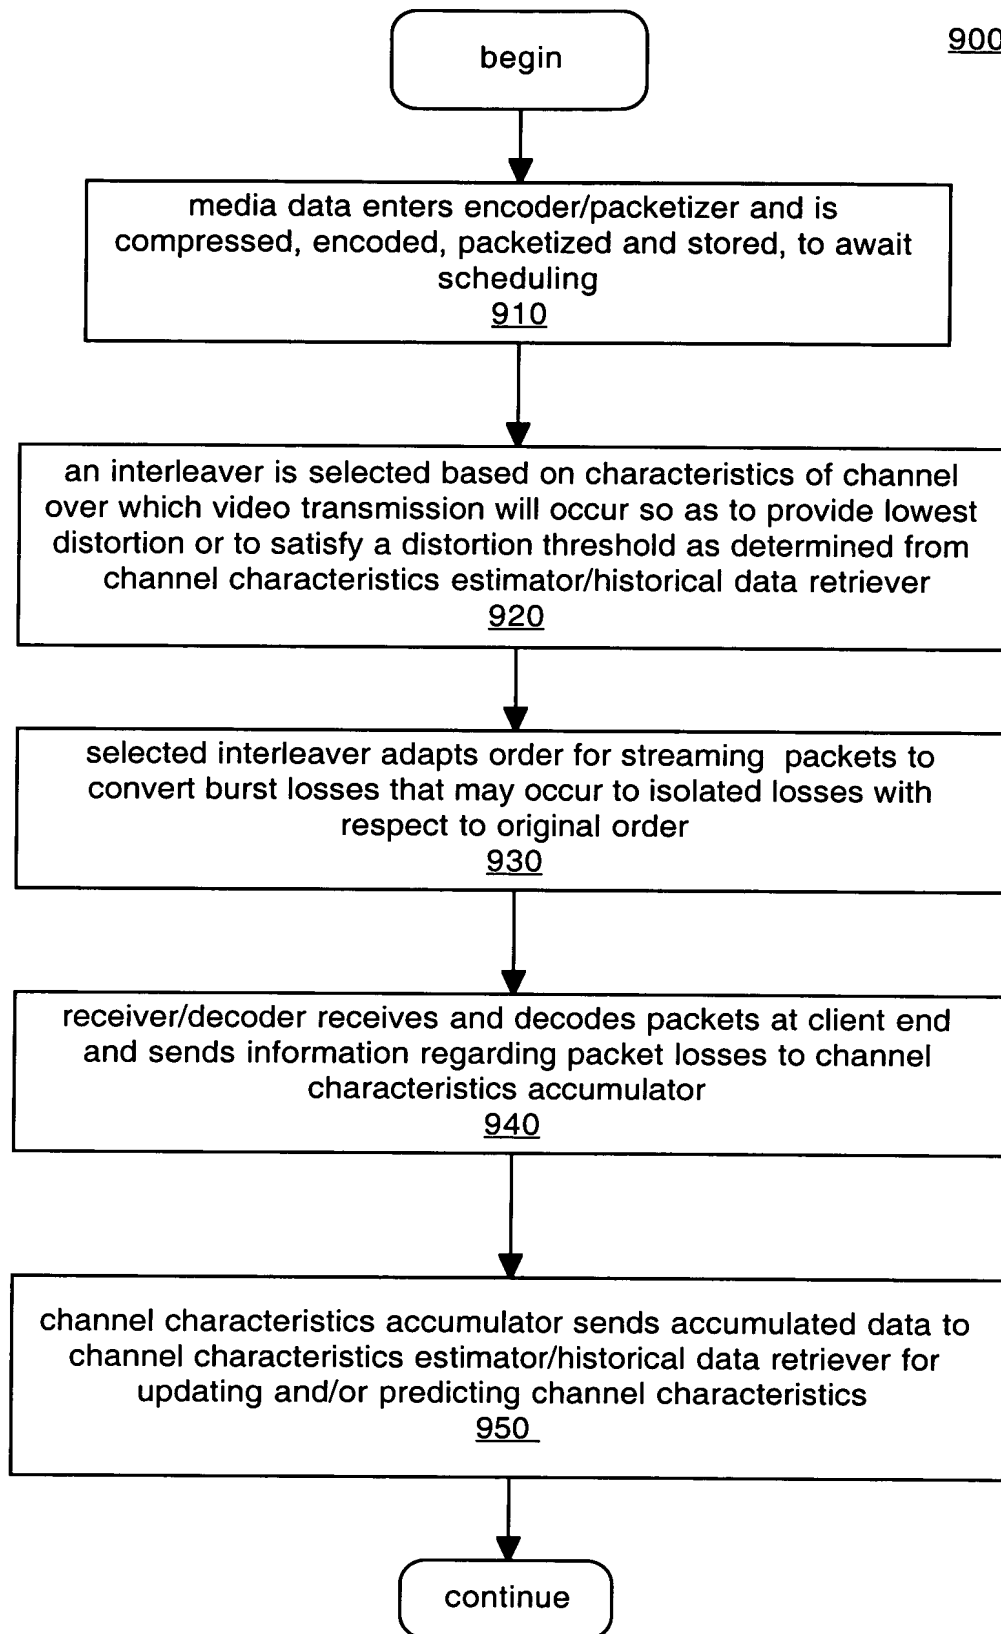 900
begin
media data enters encoder/packetizer and is
compressed, encoded, packetized and stored, to await
scheduling
910
an interleaver is selected based on characteristics of channel
over which video transmission will occur so as to provide lowest
distortion or to satisfy a distortion threshold as determined from
channel characteristics estimator/historical data retriever
920
selected interleaver adapts order for streaming packets to
convert burst losses that may occur to isolated losses with
respect to original order
930
receiver/decoder receives and decodes packets at client end
and sends information regarding packet losses to channel
characteristics accumulator
940
channel characteristics accumulator sends accumulated data to
channel characteristics estimator/historical data retriever for
updating and/or predicting channel characteristics
950
continue